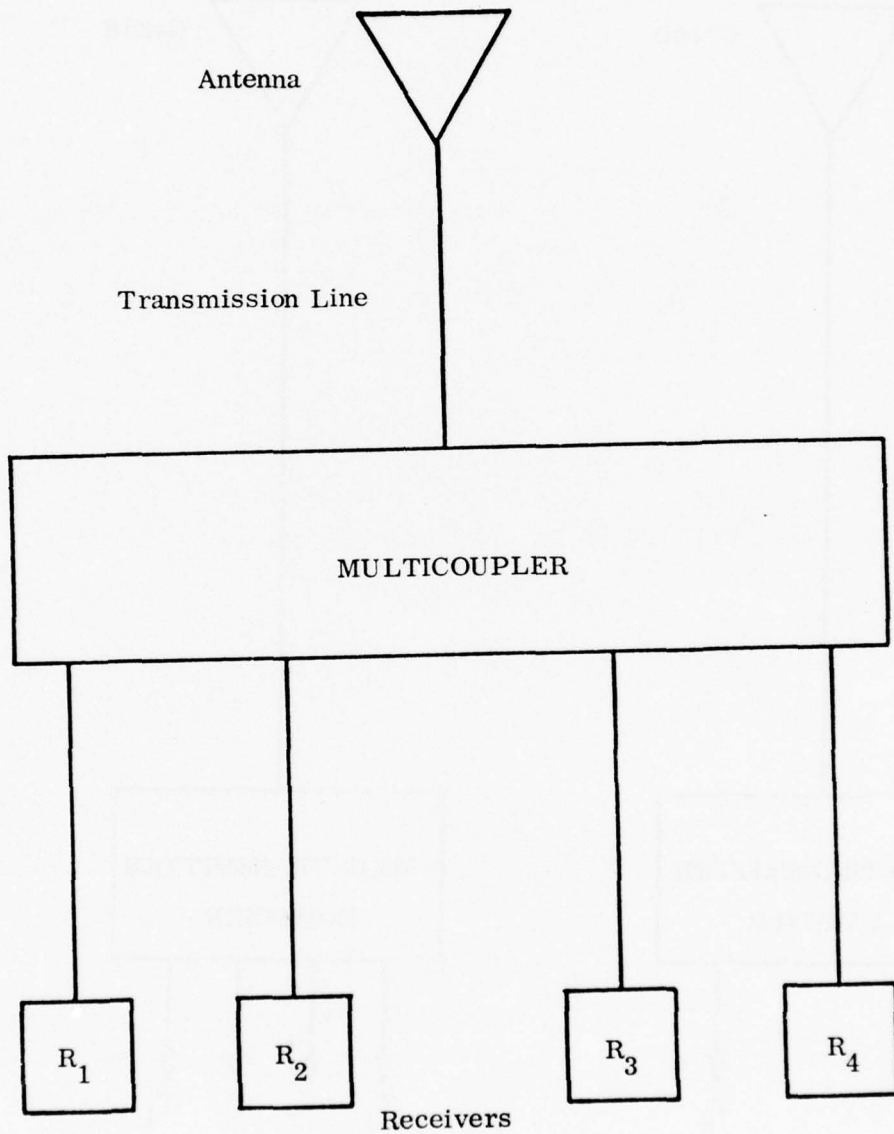 Antenna
Transmission Line
MULTICOUPLER
R1 R2 R3 R4
Receivers